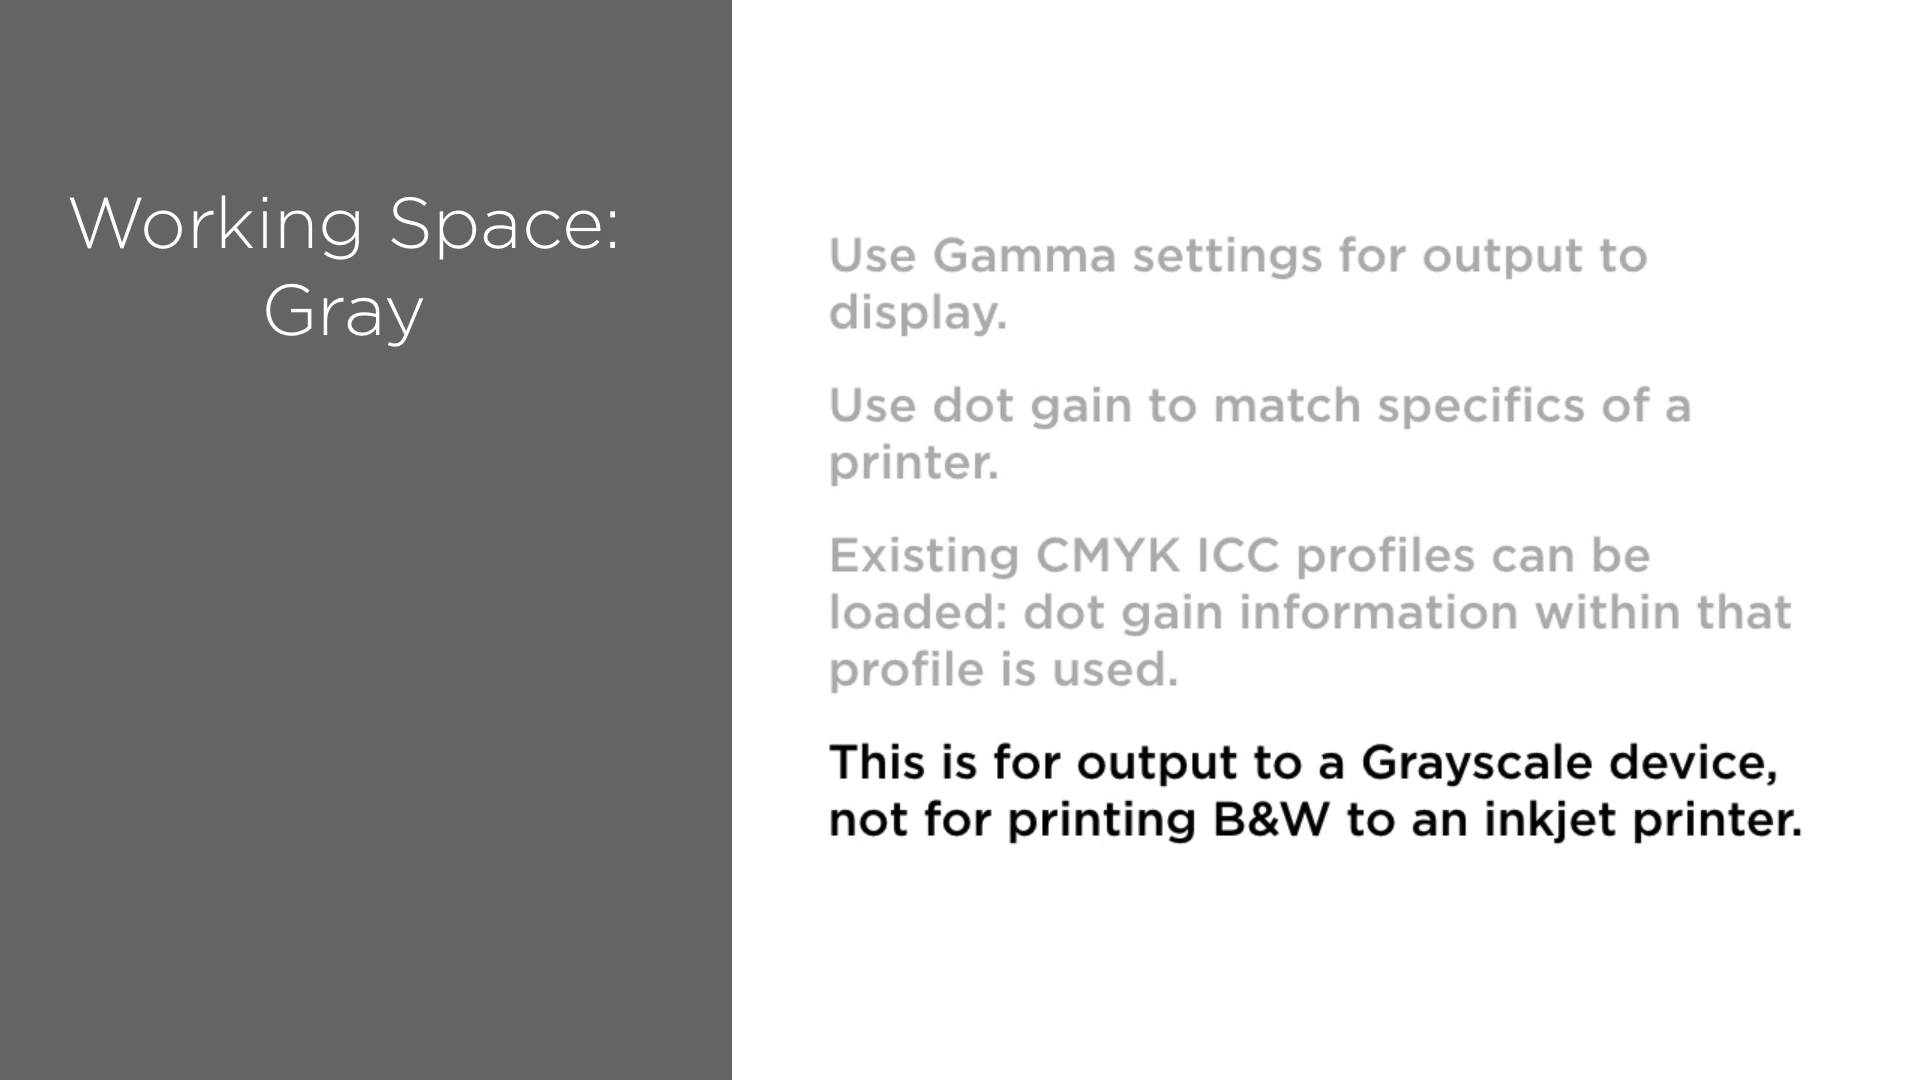 Working Space:
Gray
Use Gamma settings for output to
display.
Use dot gain to match specifics of a
printer.
Existing CMYK ICC profiles can be
loaded: dot gain information within that
profile is used.
This is for output to a Grayscale device,
not for printing B&W to an inkjet printer.